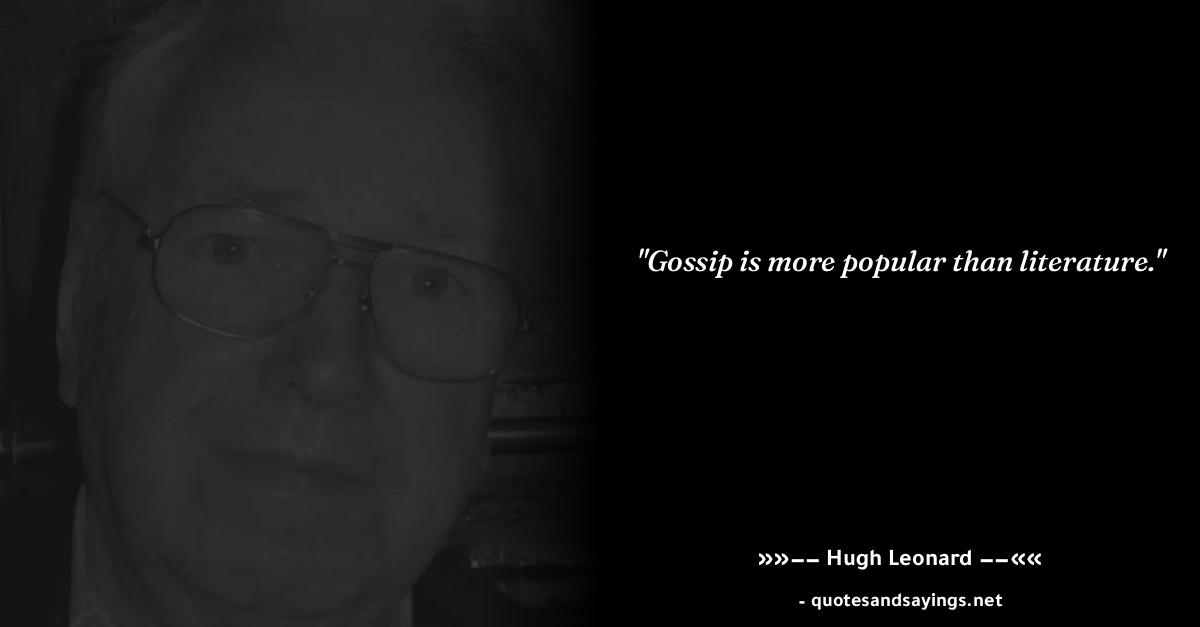 "Gossip is more popular than literature."
»»–– Hugh Leonard ––««
- quotesandsayings.net